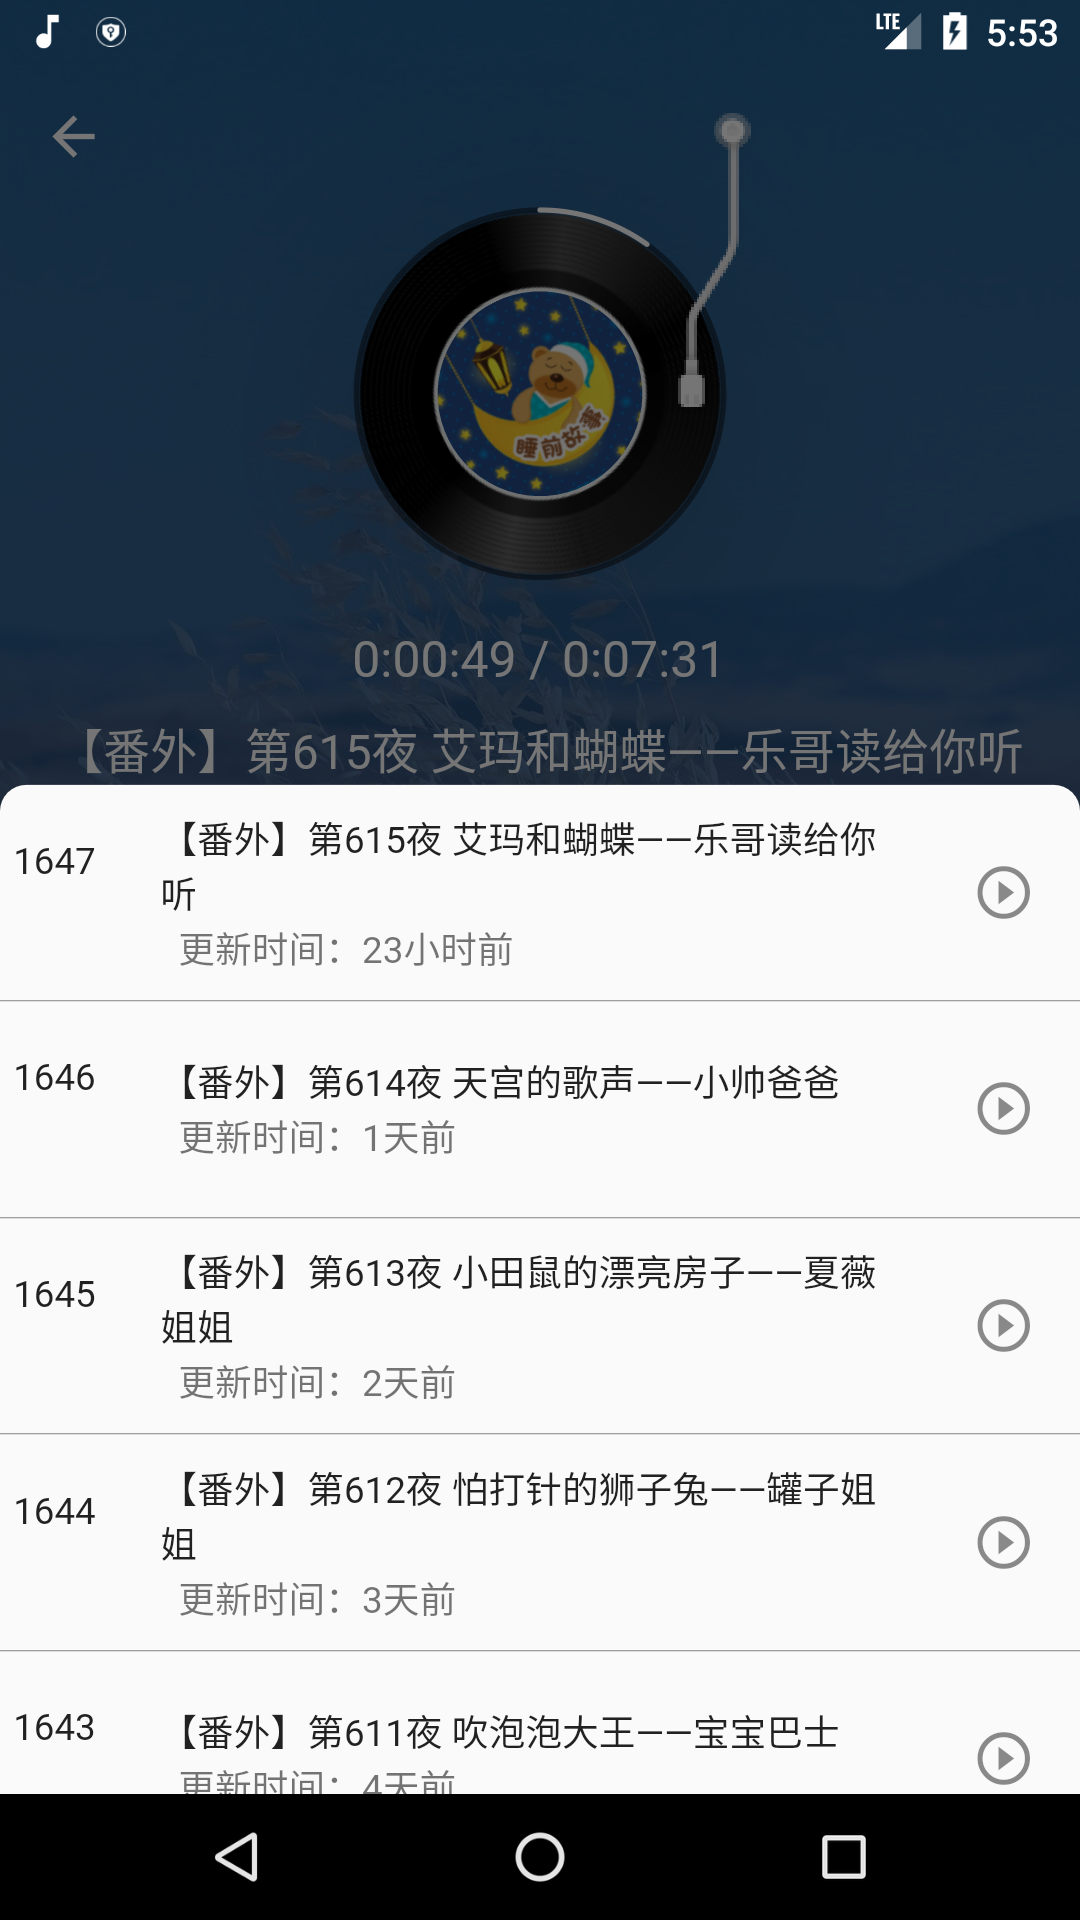 LTE 5:53
睡前故事
0:00:49 / 0:07:31
【番外】第615夜 艾玛和蝴蝶——乐哥读给你听
1647
【番外】第615夜 艾玛和蝴蝶——乐哥读给你
听
更新时间：23小时前
1646
【番外】第614夜 天宫的歌声——小帅爸爸
更新时间：1天前
1645
【番外】第613夜 小田鼠的漂亮房子——夏薇
姐姐
更新时间：2天前
1644
【番外】第612夜 怕打针的狮子兔——罐子姐
姐
更新时间：3天前
1643
【番外】第611夜 吹泡泡大王——宝宝巴士
更新时间：4天前